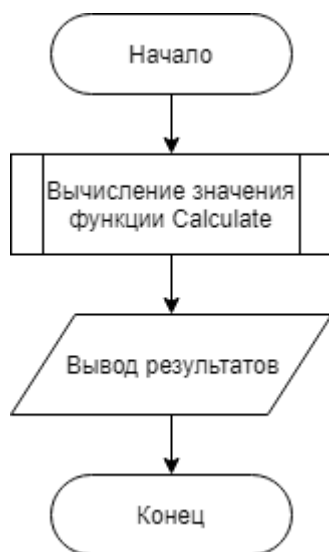 Начало
Вычисление значения
функции Calculate
Вывод результатов
Конец